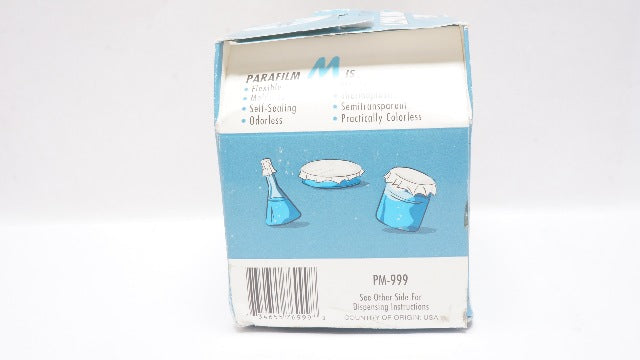 PARAFILM M IS
• Flexible
• Self-Sealing
• Odorless
• Semitransparent
• Practically Colorless
PM-999
See Other Side For
Dispensing Instructions
COUNTRY OF ORIGIN: USA